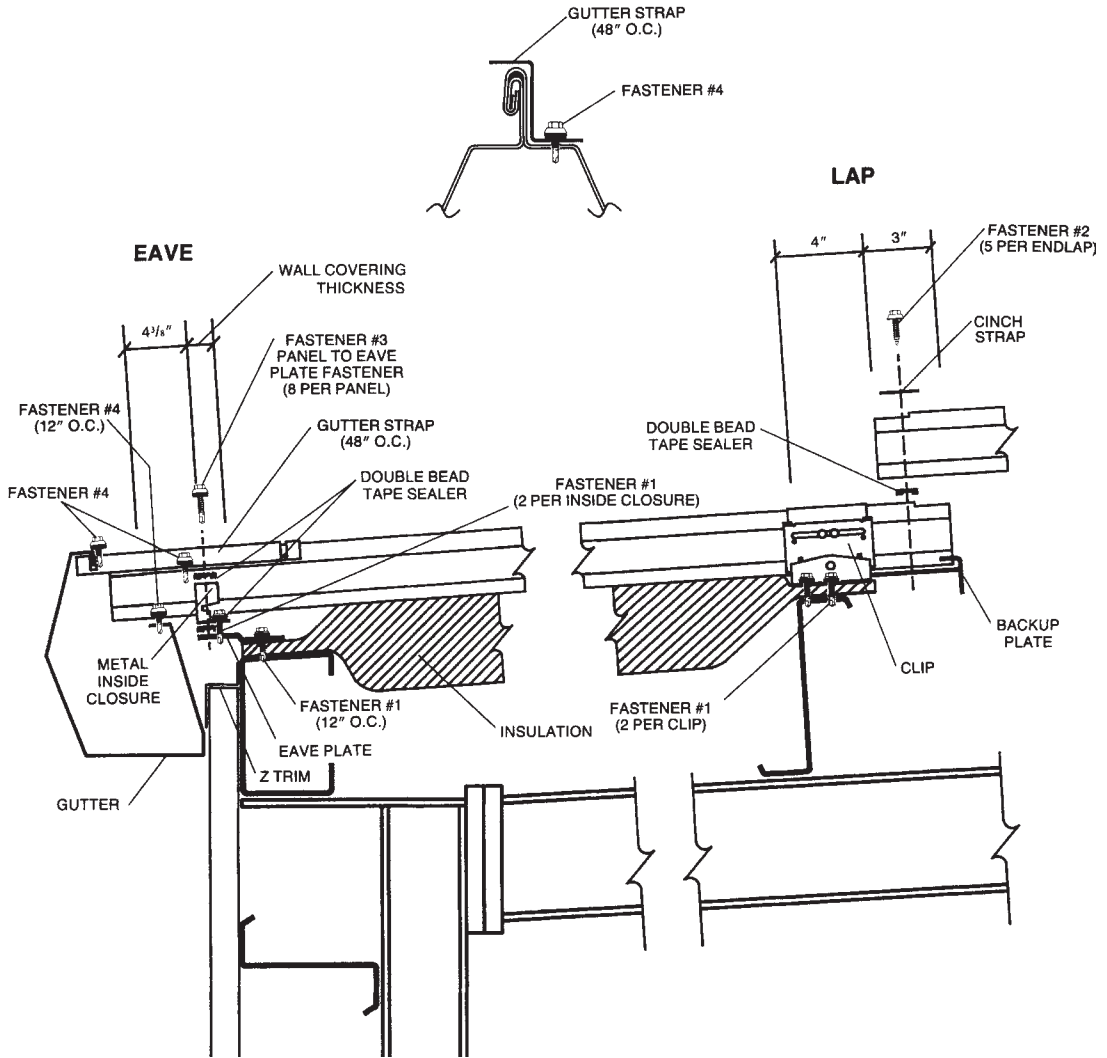 GUTTER STRAP
(48" O.C.)
FASTENER #4
LAP
4"
3"
FASTENER #2
(5 PER ENDLAP)
CINCH
STRAP
EAVE
WALL COVERING
THICKNESS
4 3/8"
FASTENER #3
PANEL TO EAVE
PLATE FASTENER
(8 PER PANEL)
FASTENER #4
(12" O.C.)
GUTTER STRAP
(48" O.C.)
DOUBLE BEAD
TAPE SEALER
FASTENER #4
DOUBLE BEAD
TAPE SEALER
FASTENER #1
(2 PER INSIDE CLOSURE)
METAL
INSIDE
CLOSURE
FASTENER #1
(12" O.C.)
INSULATION
EAVE PLATE
Z TRIM
GUTTER
FASTENER #1
(2 PER CLIP)
CLIP
BACKUP
PLATE